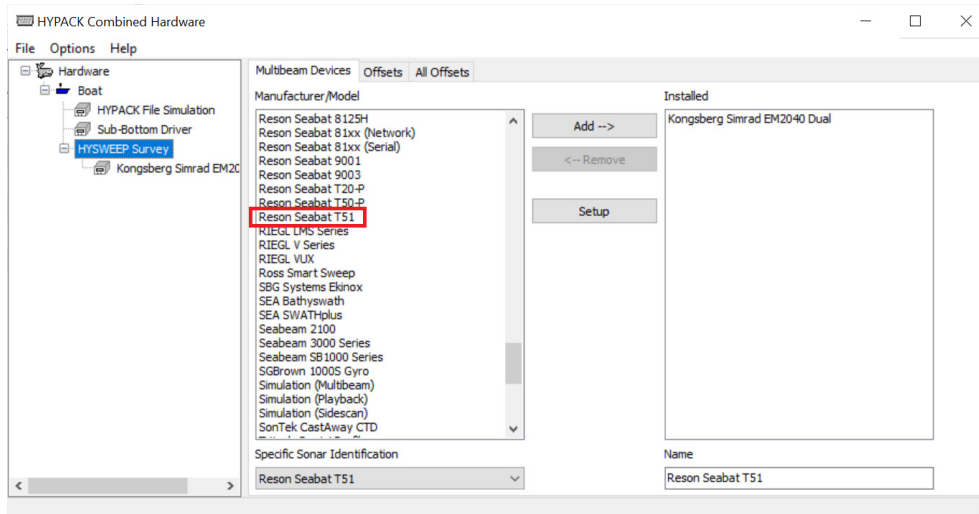 HYPACK Combined Hardware
File Options Help
Hardware
Boat
HYPACK File Simulation
Sub-Bottom Driver
HYSWEEP Survey
Kongsberg Simrad EM20
Multibeam Devices Offsets All Offsets
Manufacturer/Model
Reson Seabat 8125H
Reson Seabat 81xx (Network)
Reson Seabat 81xx (Serial)
Reson Seabat 9001
Reson Seabat 9003
Reson Seabat T20-P
Reson Seabat T50-P
Reson Seabat T51
RIEGL LMS Series
RIEGL V Series
RIEGL VUX
Ross Smart Sweep
SBG Systems Ekinox
SEA Bathyswath
SEA SWATHplus
Seabeam 2100
Seabeam 3000 Series
Seabeam SB1000 Series
SGBrown 1000S Gyro
Simulation (Multibeam)
Simulation (Playback)
Simulation (Sidescan)
SonTek CastAway CTD
Specific Sonar Identification
Reson Seabat T51
Add -->
<-- Remove
Setup
Installed
Kongsberg Simrad EM2040 Dual
Name
Reson Seabat T51